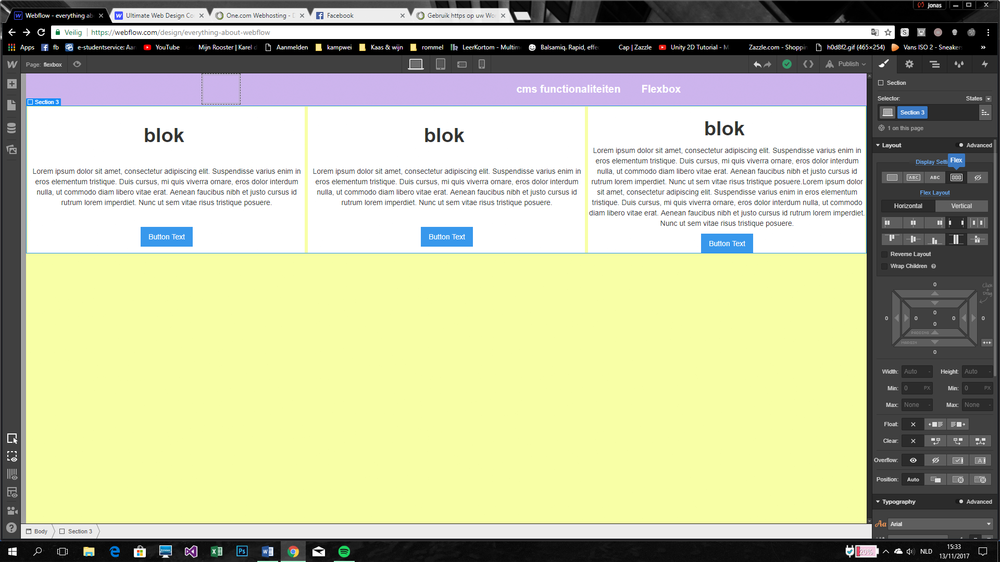 jonas
Webflow - everything ab
Ultimate Web Design Co
One.com Webhosting - D
Facebook
Gebruik https op uw Wo
Veilig
https://webflow.com/design/everything-about-webflow
Apps
fb
e-studentservice: Aan
YouTube
Mijn Rooster | Karel d
Aanmelden
kampwei
Kaas & wijn
rommel
LeerKortom - Multim
Balsamiq. Rapid, effec
Cap | Zazzle
Unity 2D Tutorial - M
Zazzle.com - Shoppin
h0d8f2.gif (465×254)
Vans ISO 2 - Sneakers
»
Page: flexbox
Publish
cms functionaliteiten
Flexbox
Section 3
blok
Lorem ipsum dolor sit amet, consectetur adipiscing elit. Suspendisse varius enim in
eros elementum tristique. Duis cursus, mi quis viverra ornare, eros dolor interdum
nulla, ut commodo diam libero vitae erat. Aenean faucibus nibh et justo cursus id
rutrum lorem imperdiet. Nunc ut sem vitae risus tristique posuere.
Button Text
blok
Lorem ipsum dolor sit amet, consectetur adipiscing elit. Suspendisse varius enim in
eros elementum tristique. Duis cursus, mi quis viverra ornare, eros dolor interdum
nulla, ut commodo diam libero vitae erat. Aenean faucibus nibh et justo cursus id
rutrum lorem imperdiet. Nunc ut sem vitae risus tristique posuere.
Button Text
blok
Lorem ipsum dolor sit amet, consectetur adipiscing elit. Suspendisse varius enim in
eros elementum tristique. Duis cursus, mi quis viverra ornare, eros dolor interdum
nulla, ut commodo diam libero vitae erat. Aenean faucibus nibh et justo cursus id
rutrum lorem imperdiet. Nunc ut sem vitae risus tristique posuere.Lorem ipsum dolor
sit amet, consectetur adipiscing elit. Suspendisse varius enim in eros elementum
tristique. Duis cursus, mi quis viverra ornare, eros dolor interdum nulla, ut commodo
diam libero vitae erat. Aenean faucibus nibh et justo cursus id rutrum lorem imperdiet.
Nunc ut sem vitae risus tristique posuere.
Button Text
Section
Selector:
States
Section 3
1 on this page
Layout
Advanced
Display Setti
Flex
ABC
ABC
Flex Layout
Horizontal
Vertical
Reverse Layout
Wrap Children
Click
+
Drag
0
0
0
0
0
0
0
PADDING
MARGIN
0
Width: Auto -
Height: Auto -
Min: 0 PX
Min: 0 PX
Max: None -
Max: None -
Float:
Clear:
Overflow:
Position: Auto
Typography
Advanced
Aa Arial
Body
Section 3
20%
NLD
15:33
13/11/2017